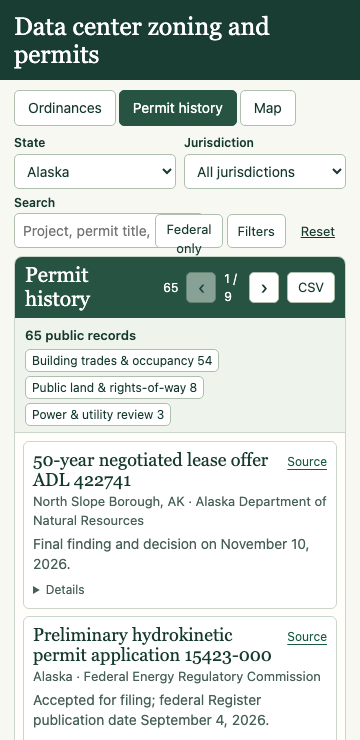 Data center zoning and
permits
Ordinances
Permit history
Map
State
Jurisdiction
Alaska
All jurisdictions
Search
Project, permit title,
Federal
only
Filters
Reset
Permit
history
65
‹
1 /
9
›
CSV
65 public records
Building trades & occupancy 54
Public land & rights-of-way 8
Power & utility review 3
50-year negotiated lease offer
ADL 422741
Source
North Slope Borough, AK · Alaska Department of
Natural Resources
Final finding and decision on November 10,
2026.
Details
Preliminary hydrokinetic
permit application 15423-000
Source
Alaska · Federal Energy Regulatory Commission
Accepted for filing; federal Register
publication date September 4, 2026.